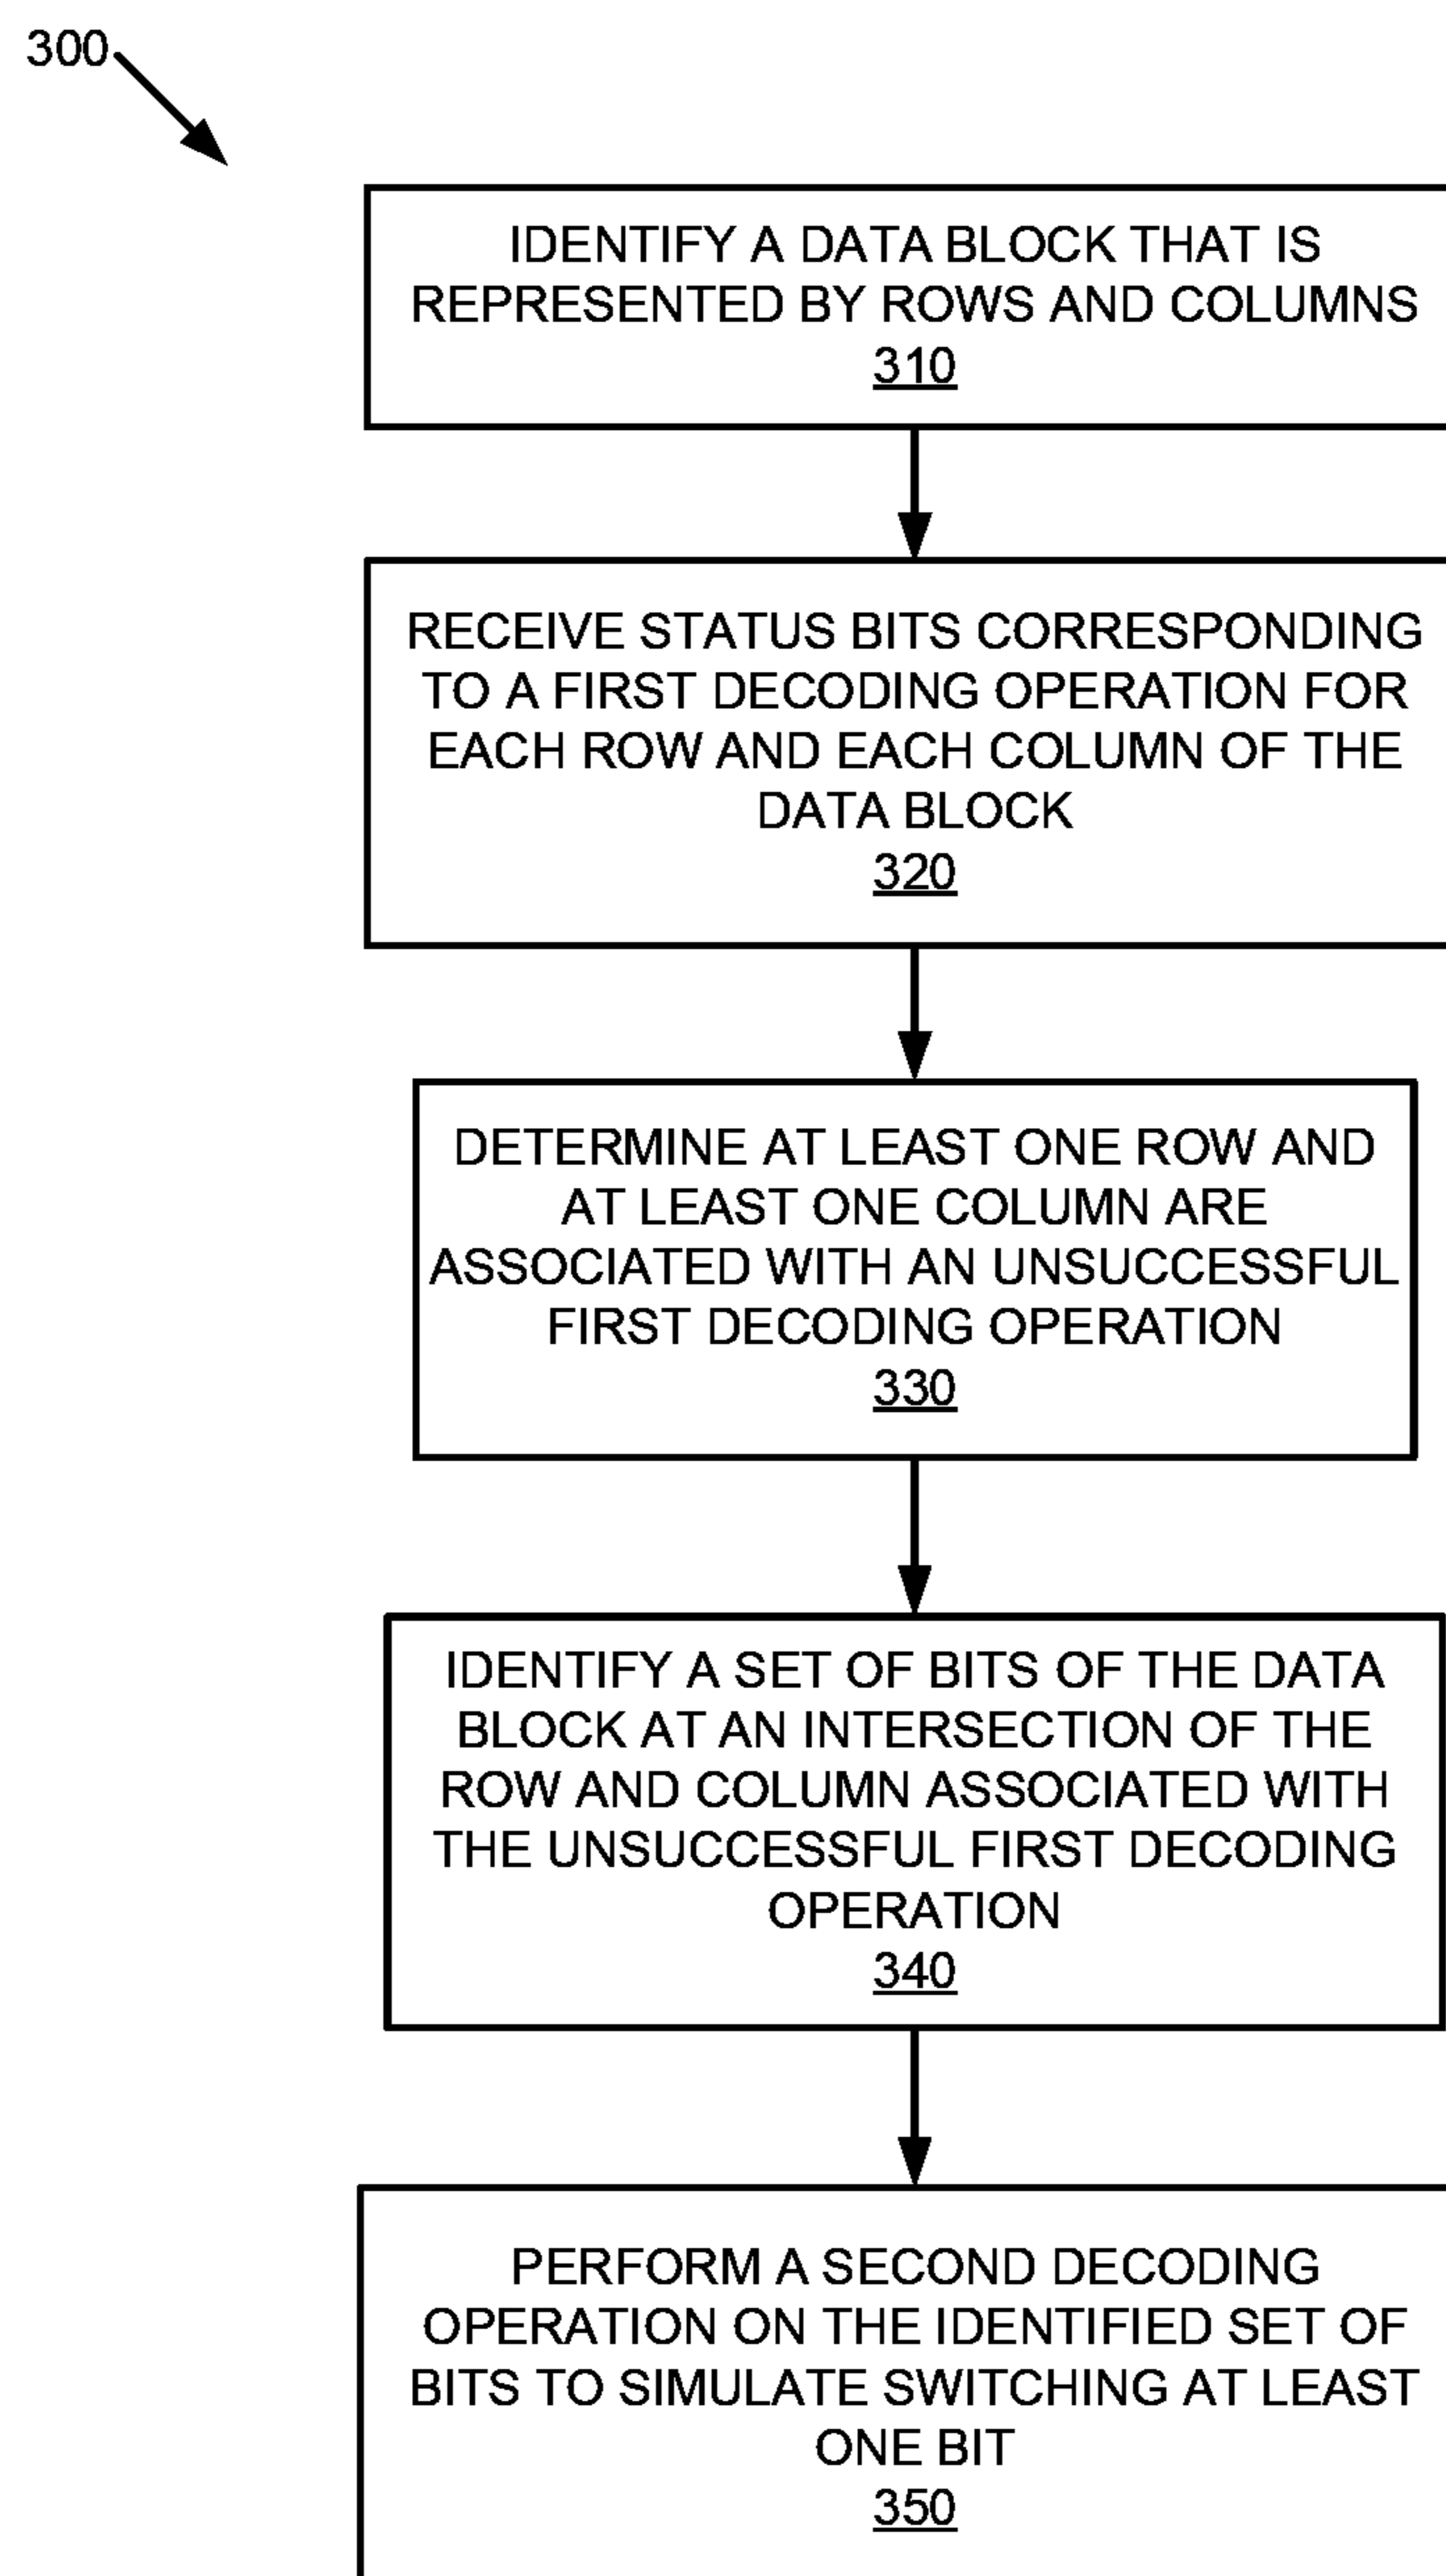 300
IDENTIFY A DATA BLOCK THAT IS
REPRESENTED BY ROWS AND COLUMNS
310
RECEIVE STATUS BITS CORRESPONDING
TO A FIRST DECODING OPERATION FOR
EACH ROW AND EACH COLUMN OF THE
DATA BLOCK
320
DETERMINE AT LEAST ONE ROW AND
AT LEAST ONE COLUMN ARE
ASSOCIATED WITH AN UNSUCCESSFUL
FIRST DECODING OPERATION
330
IDENTIFY A SET OF BITS OF THE DATA
BLOCK AT AN INTERSECTION OF THE
ROW AND COLUMN ASSOCIATED WITH
THE UNSUCCESSFUL FIRST DECODING
OPERATION
340
PERFORM A SECOND DECODING
OPERATION ON THE IDENTIFIED SET OF
BITS TO SIMULATE SWITCHING AT LEAST
ONE BIT
350